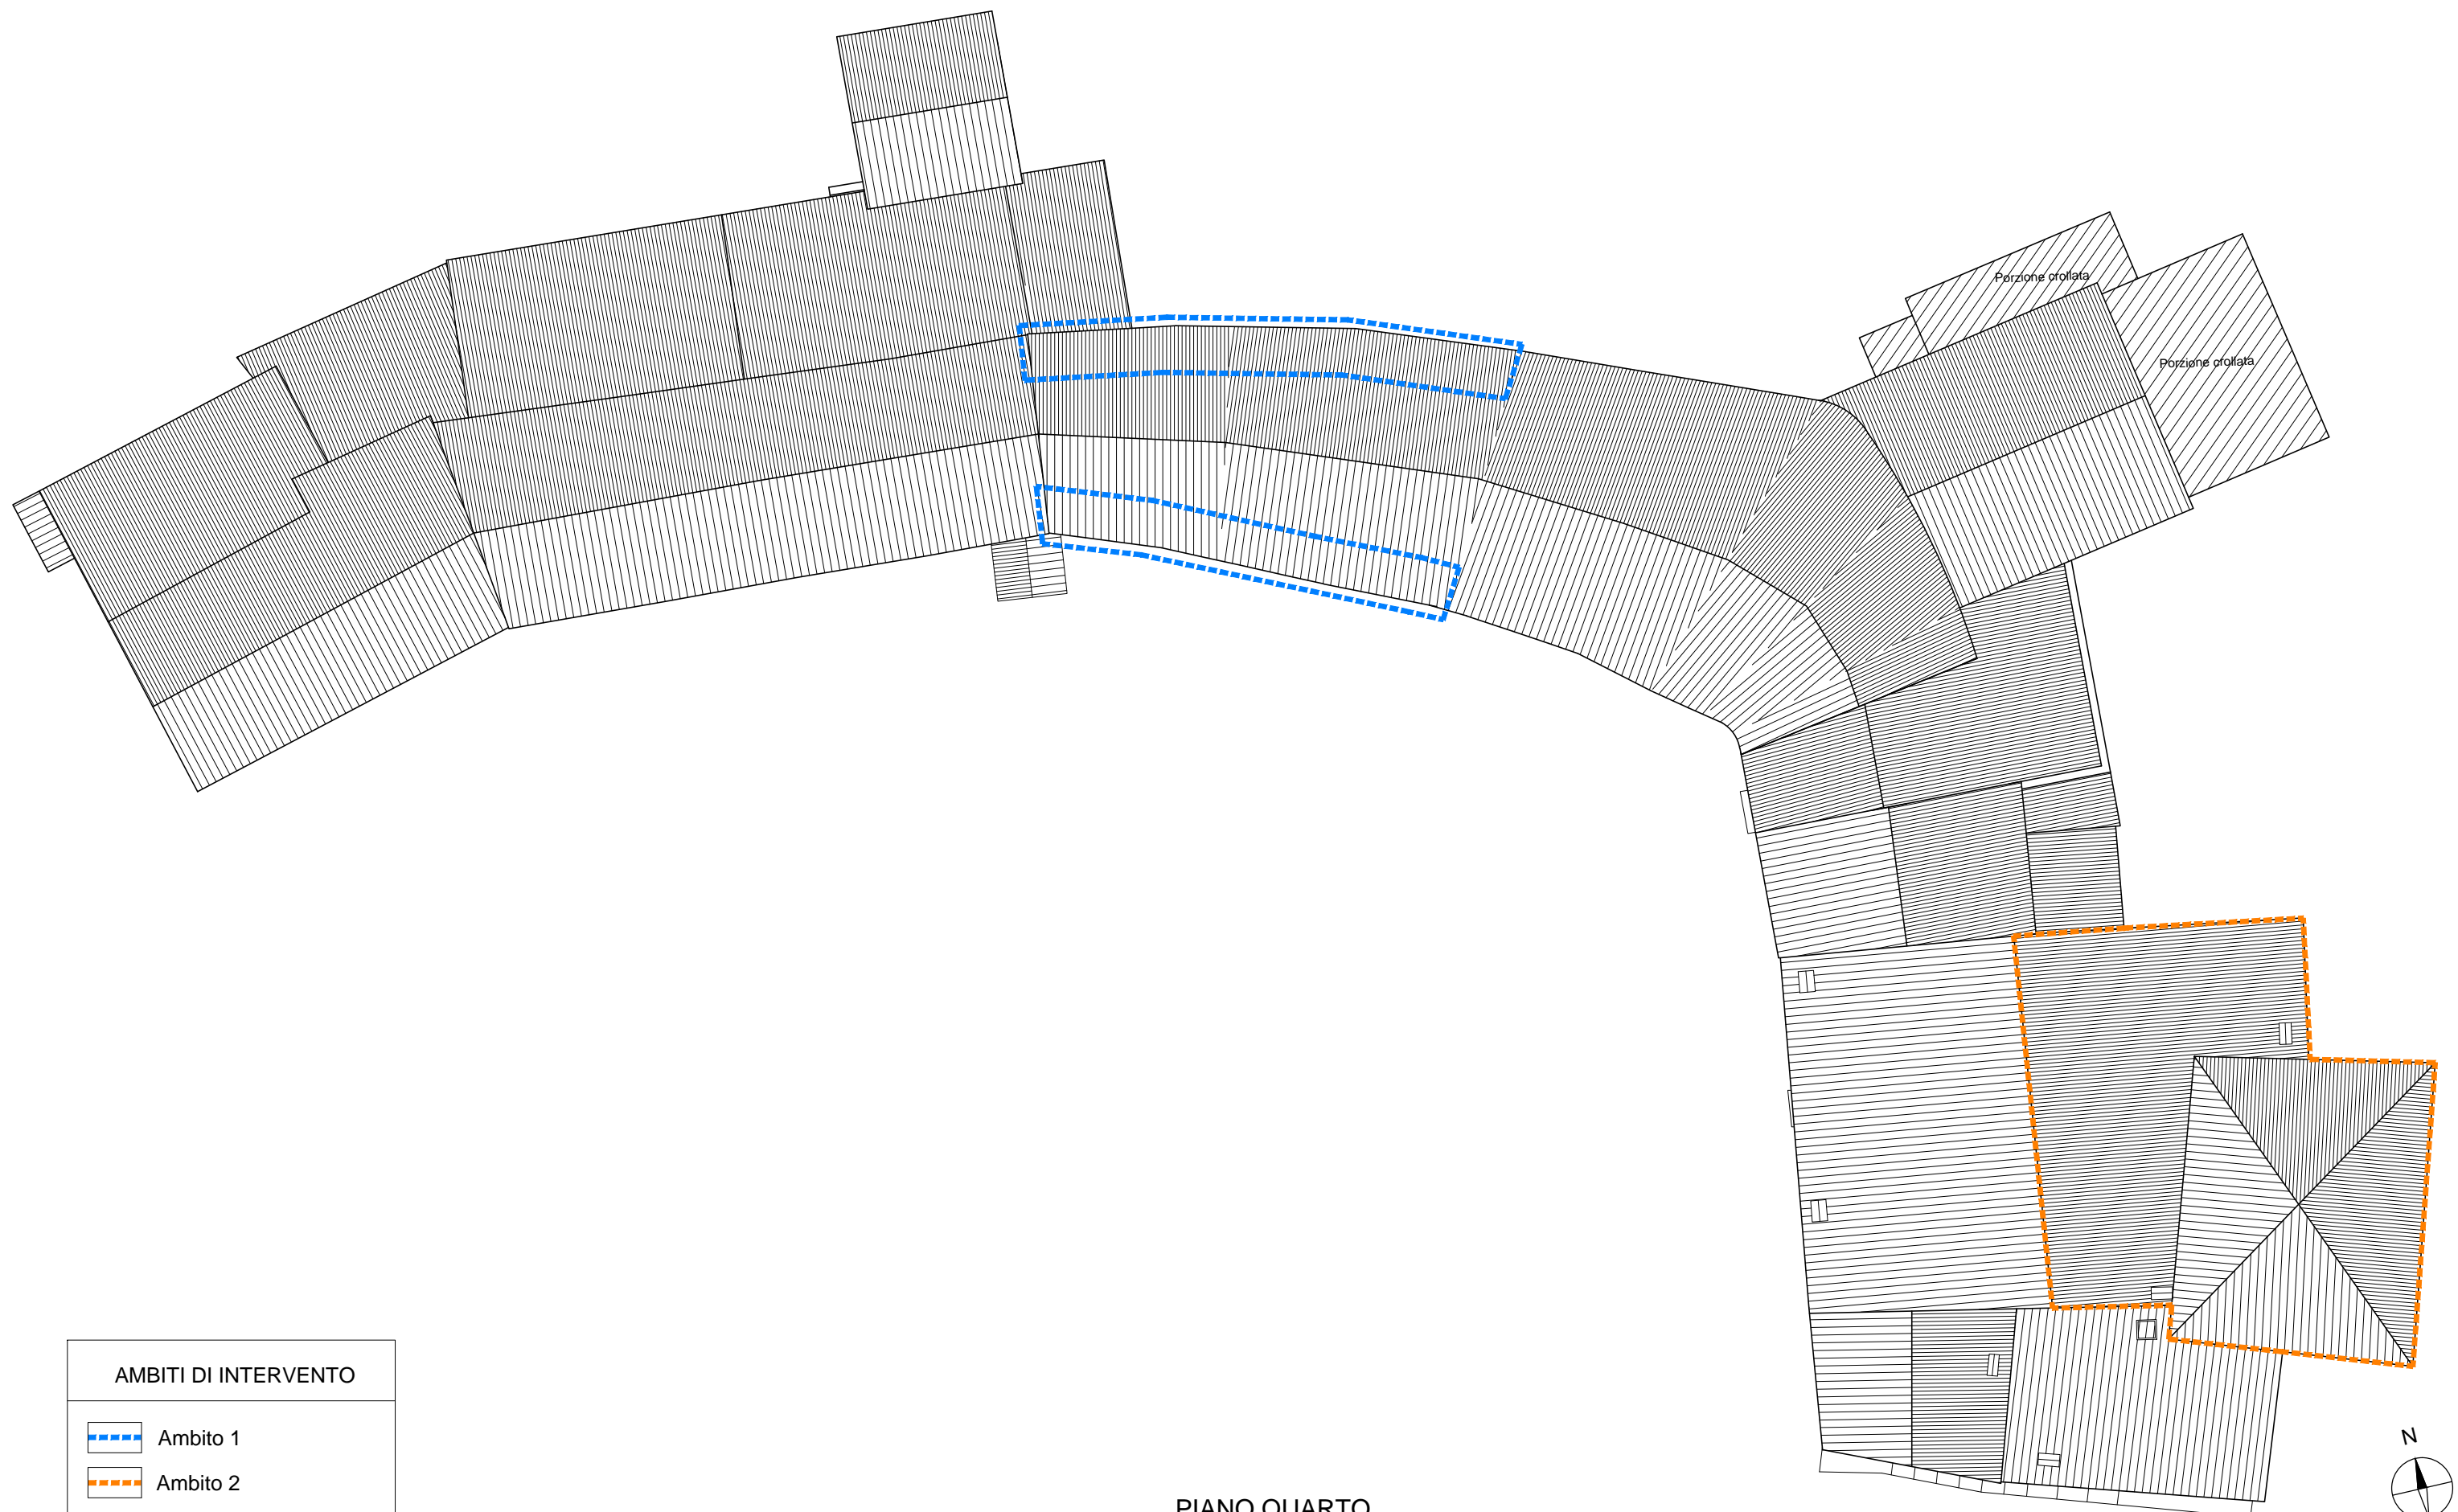 Porzione crollata
Porzione crollata
AMBITI DI INTERVENTO
Ambito 1
Ambito 2
N
PIANO QUARTO